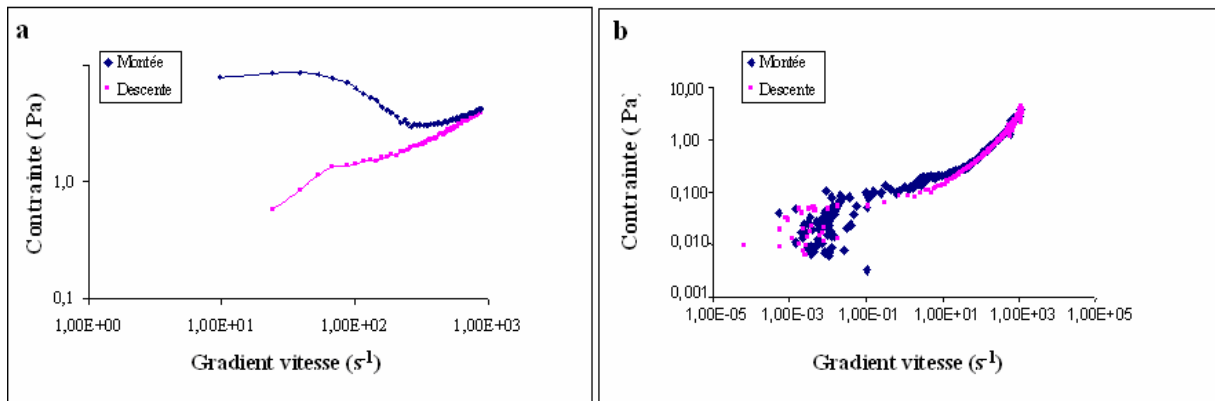 a
Montée
Descente
Contrainte ( Pa)
1,0
0,1
1,00E+00
1,00E+01
1,00E+02
1,00E+03
Gradient vitesse (s-1)
b
Montée
Descente
Contrainte ( Pa)
10,00
1,00
0,100
0,010
0,001
1,00E-05
1,00E-03
1,00E-01
1,00E+01
1,00E+03
1,00E+05
Gradient vitesse (s-1)